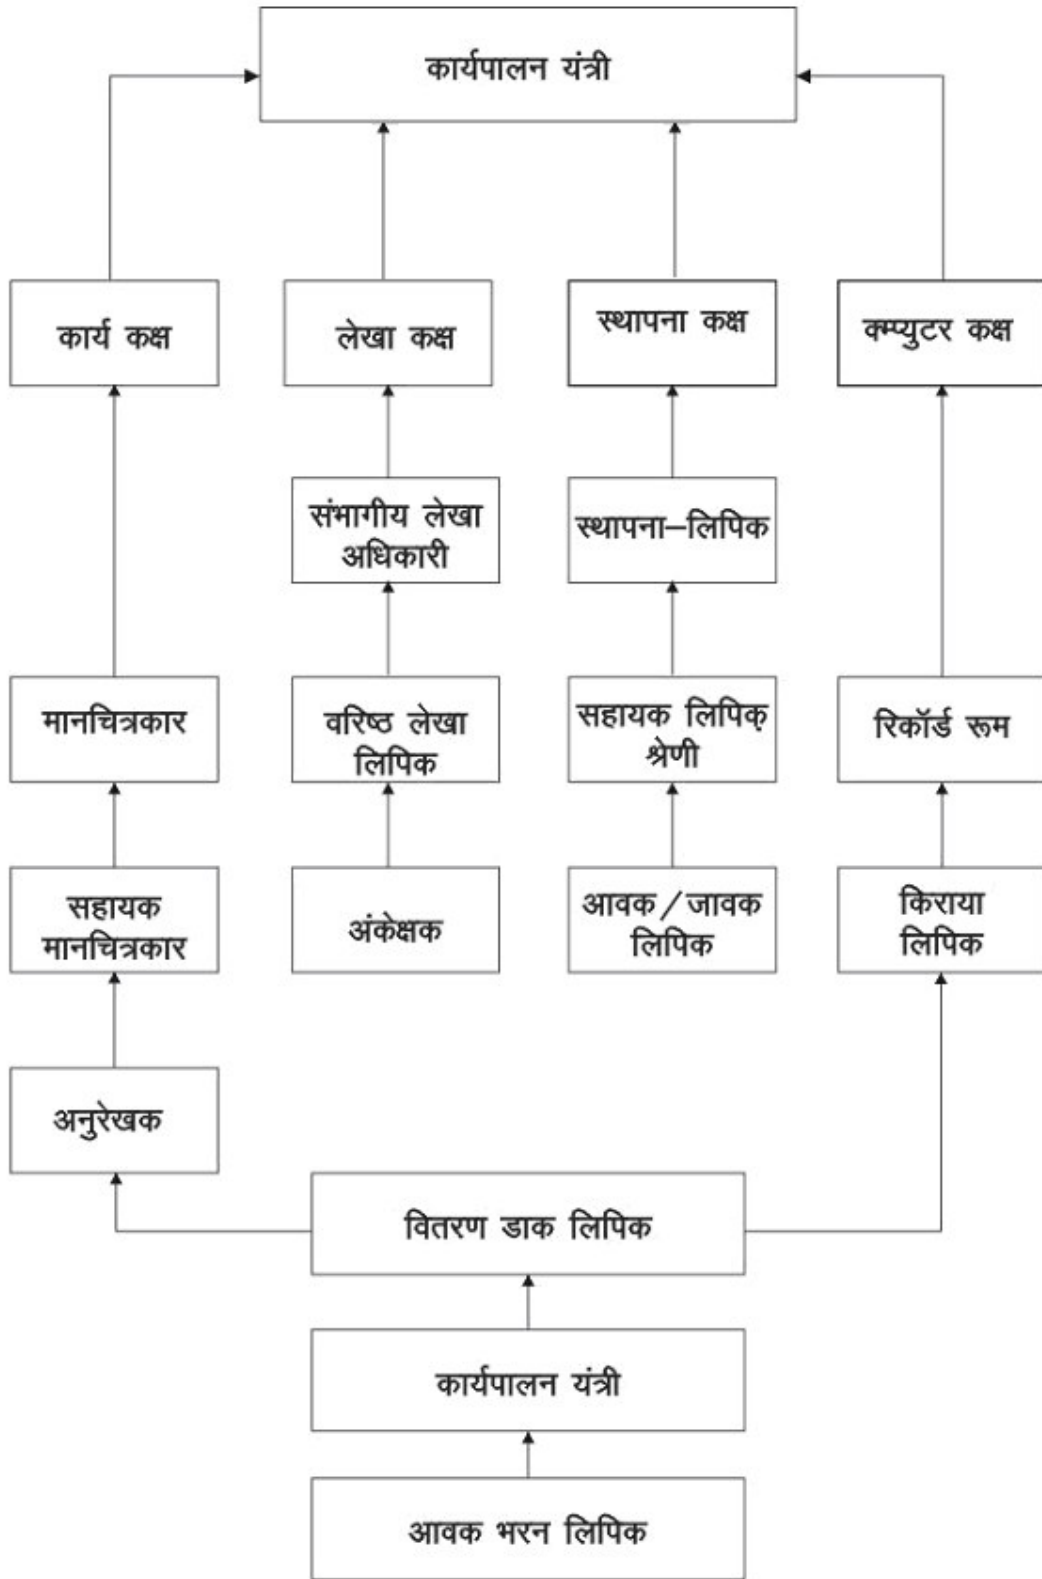 कार्यपालन यंत्री
कार्य कक्ष
लेखा कक्ष
स्थापना कक्ष
क्म्प्युटर कक्ष
संभागीय लेखा
अधिकारी
स्थापना–लिपिक
मानचित्रकार
वरिष्ठ लेखा
लिपिक
सहायक लिपिक़
श्रेणी
रिकॉर्ड रूम
सहायक
मानचित्रकार
अंकेक्षक
आवक/जावक
लिपिक
किराया
लिपिक
अनुरेखक
वितरण डाक लिपिक
कार्यपालन यंत्री
आवक भरन लिपिक